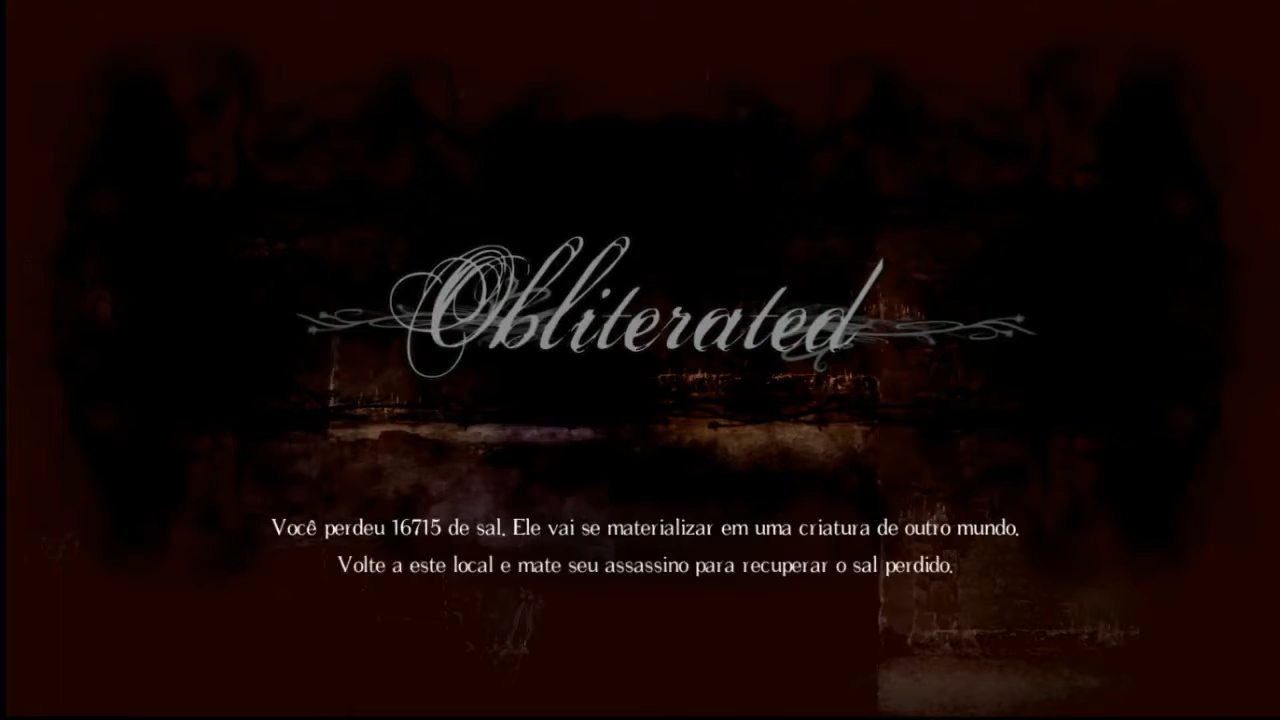 Obliterated
Você perdeu 16715 de sal. Ele vai se materializar em uma criatura de outro mundo.
Volte a este local e mate seu assassino para recuperar o sal perdido.